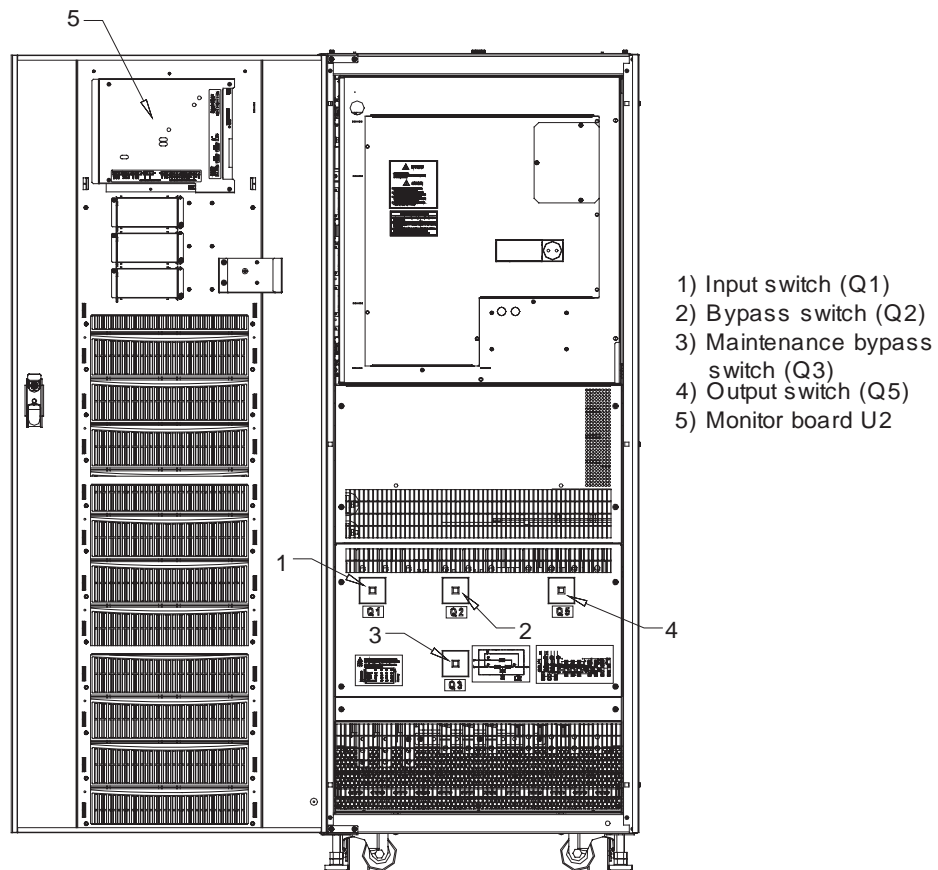 5
1) Input switch (Q1)
2) Bypass switch (Q2)
3) Maintenance bypass
switch (Q3)
4) Output switch (Q5)
5) Monitor board U2
1
Q1
Q2
Q5
2
4
3
Q3